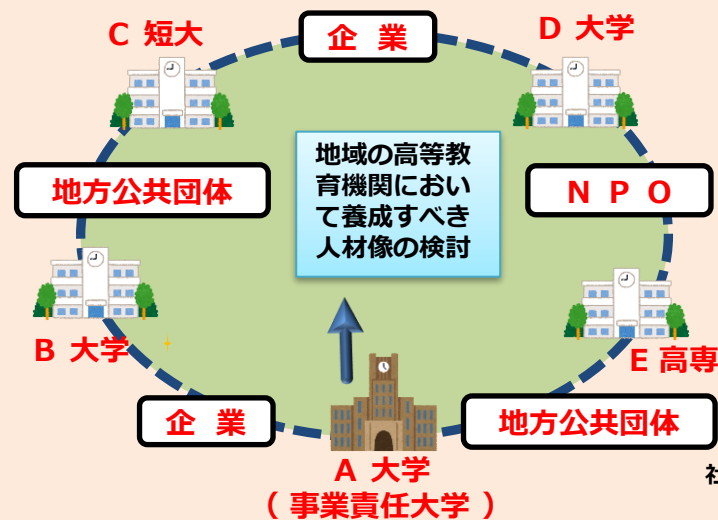 C 短大
企 業
D 大学
地域の高等教
育機関におい
て養成すべき
人材像の検討
地方公共団体
N P O
B 大学
E 高専
企 業
地方公共団体
A 大学
( 事業責任大学 )
社